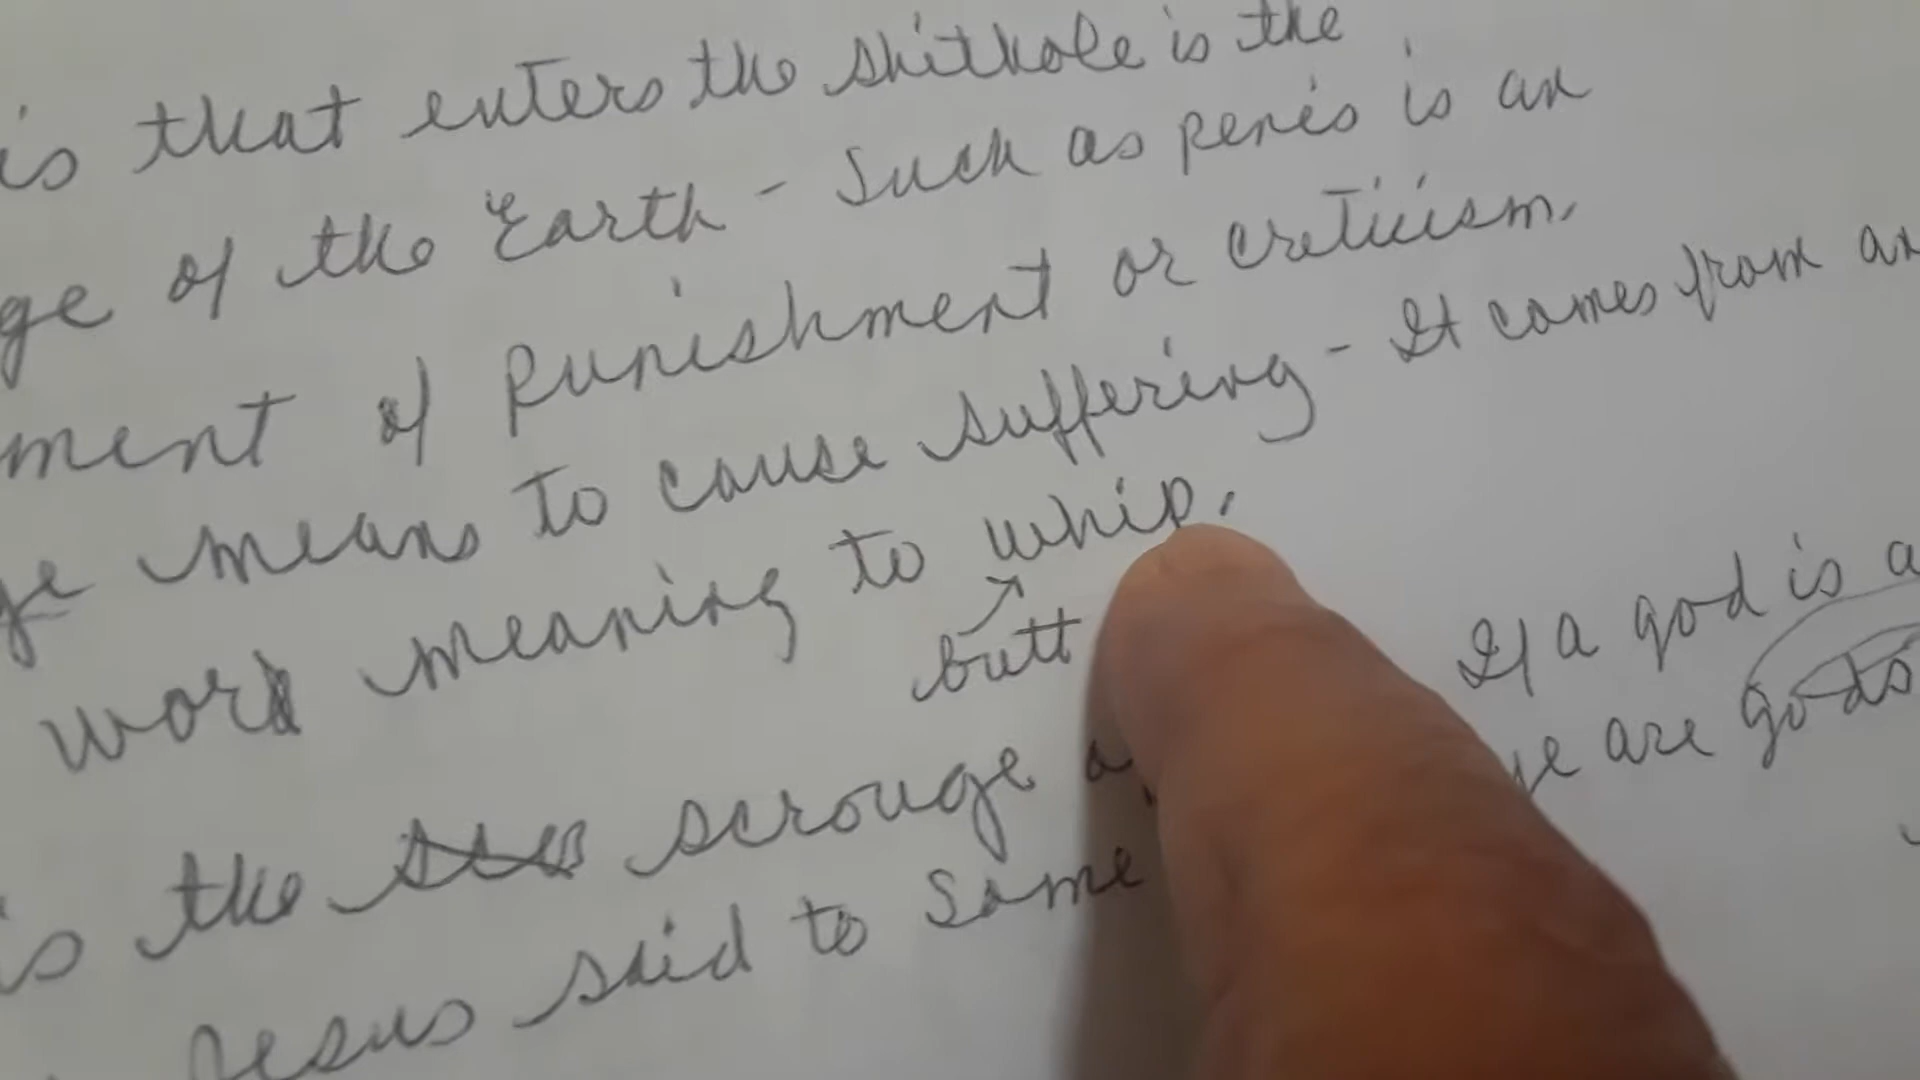 is that enters the shithole is the
ge of the Earth - Such as penis is an
ment of Punishment or criticism.
ge means to cause suffering - It comes from an
word meaning to whip.
butt
If a god is a
is the scrouge a
ye are gods
Jesus said to some